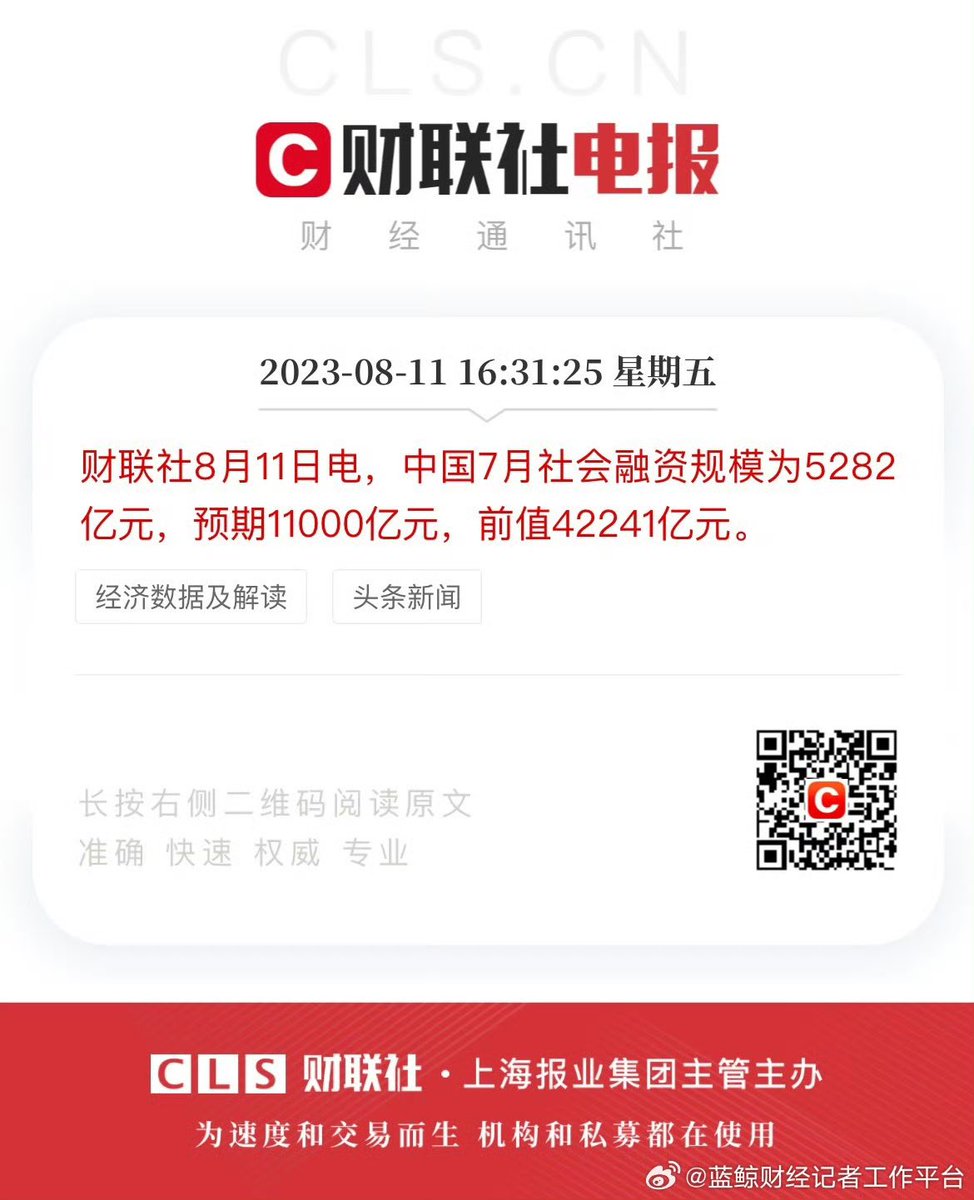 CLS.CN
C 财联社电报
财经通讯社
2023-08-11 16:31:25 星期五
财联社8月11日电，中国7月社会融资规模为5282
亿元，预期11000亿元，前值42241亿元。
经济数据及解读 头条新闻
长按右侧二维码阅读原文
准确 快速 权威 专业
C
CLS 财联社·上海报业集团主管主办
为速度和交易而生 机构和私募都在使用
@蓝鲸财经记者工作平台